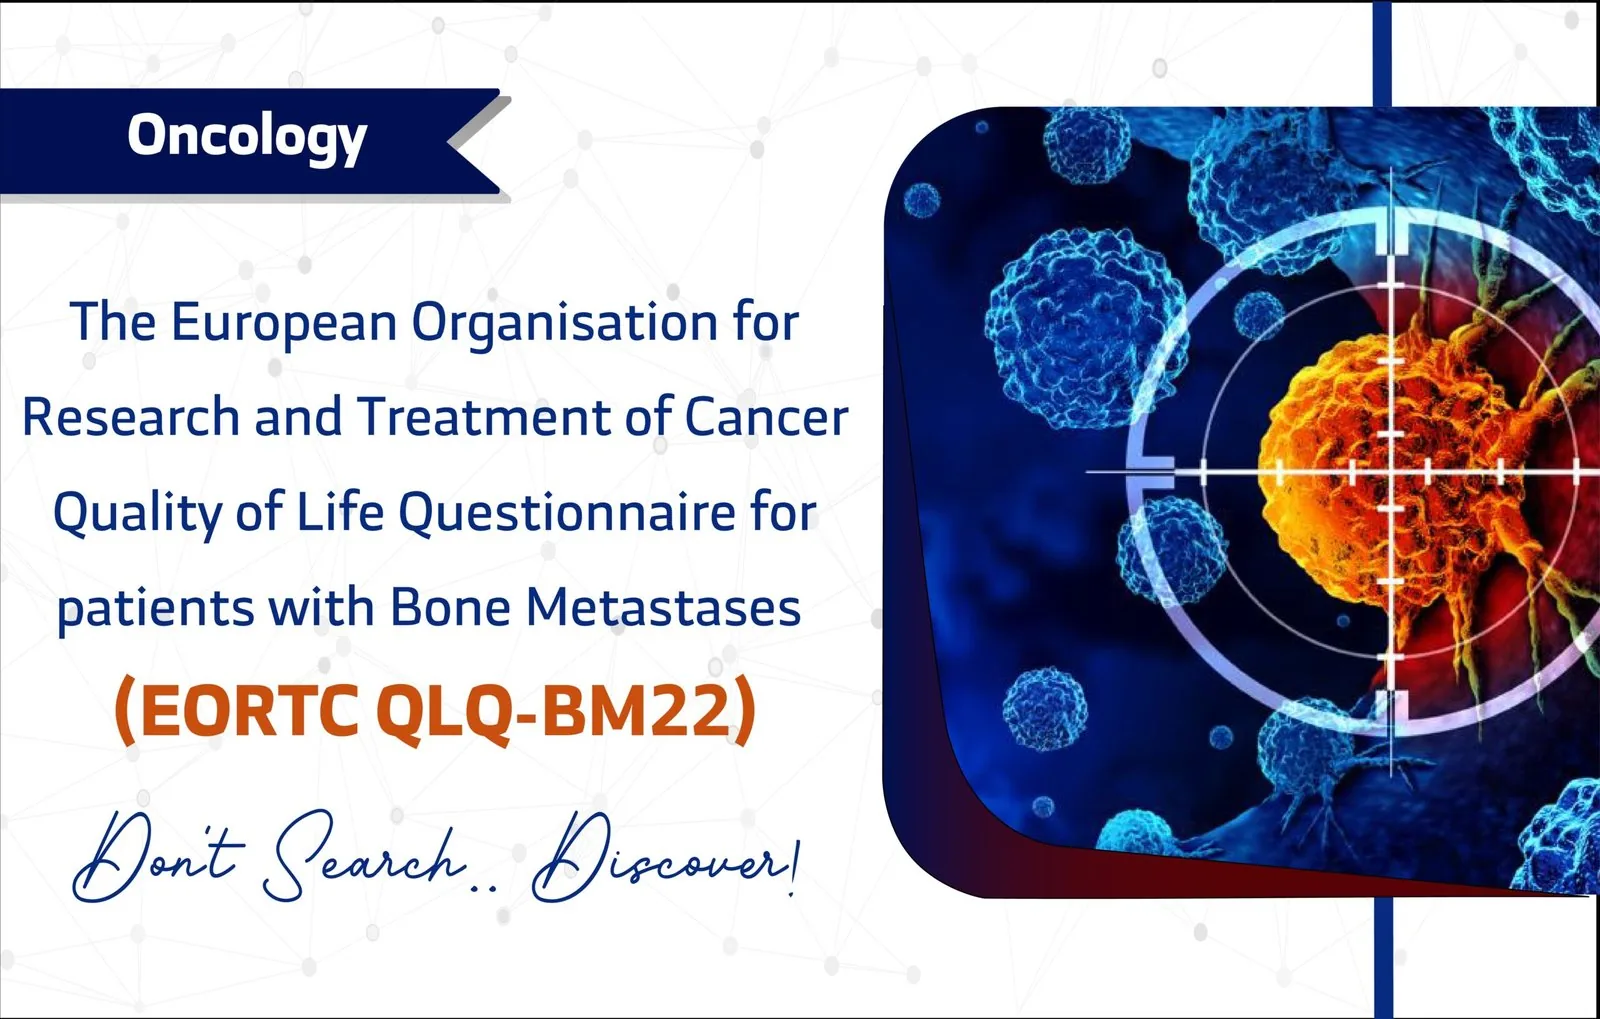 Oncology
The European Organisation for
Research and Treatment of Cancer
Quality of Life Questionnaire for
patients with Bone Metastases
(EORTC QLQ-BM22)
Don't Search.. Discover!